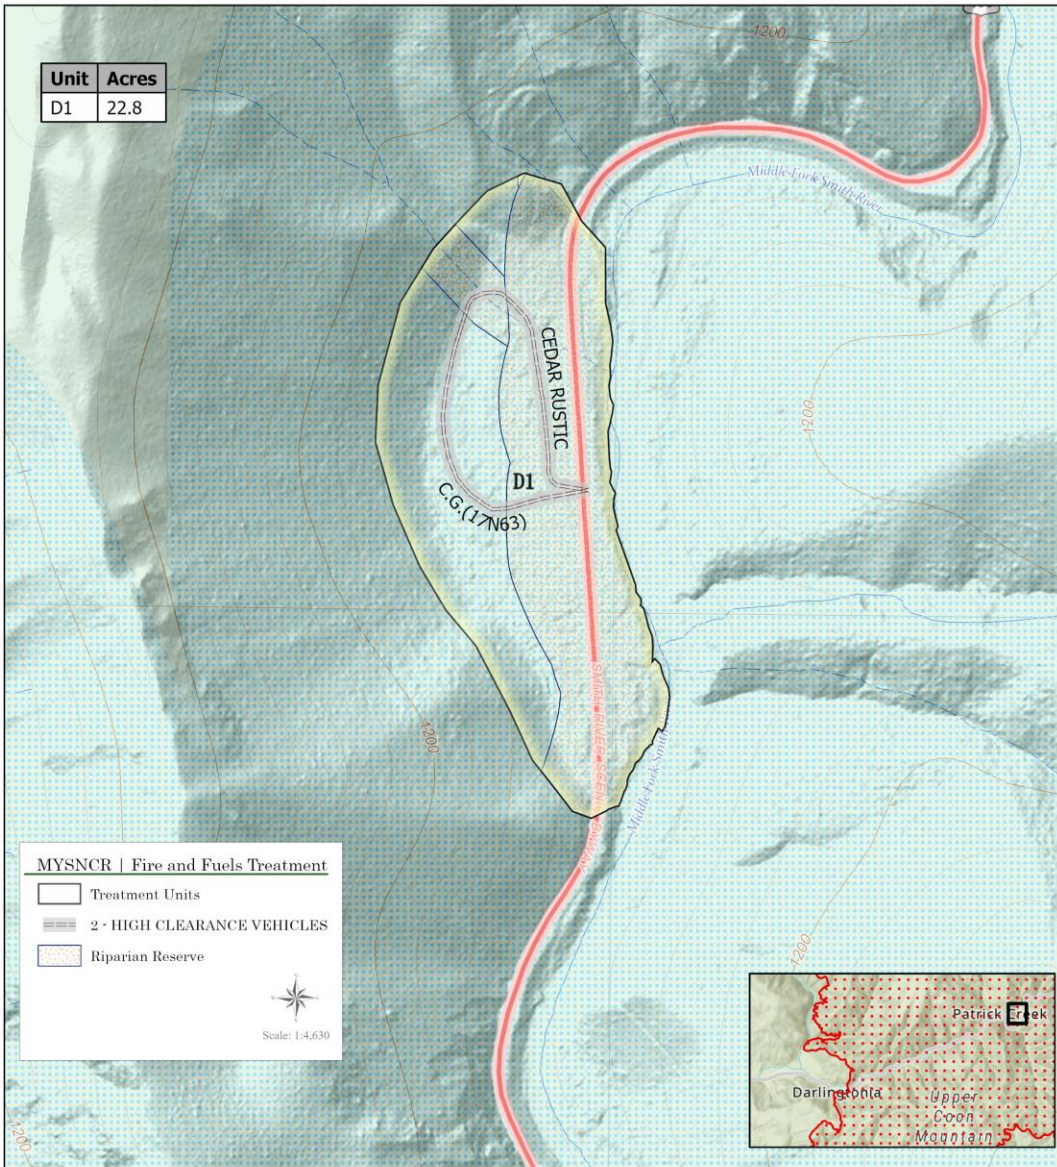 1200
Unit Acres
D1 22.8
Middle Fork Smith River
CEDAR RUSTIC
1200
D1
C.G.(17N63)
SMITH RIVER SCENIC BYWAY
1200
Middle Fork Smith
MYSNCR | Fire and Fuels Treatment
Treatment Units
2 - HIGH CLEARANCE VEHICLES
Riparian Reserve
Scale: 1:4,630
1200
1200
Patrick Creek
Darlingtonia
Upper
Coon
Mountain